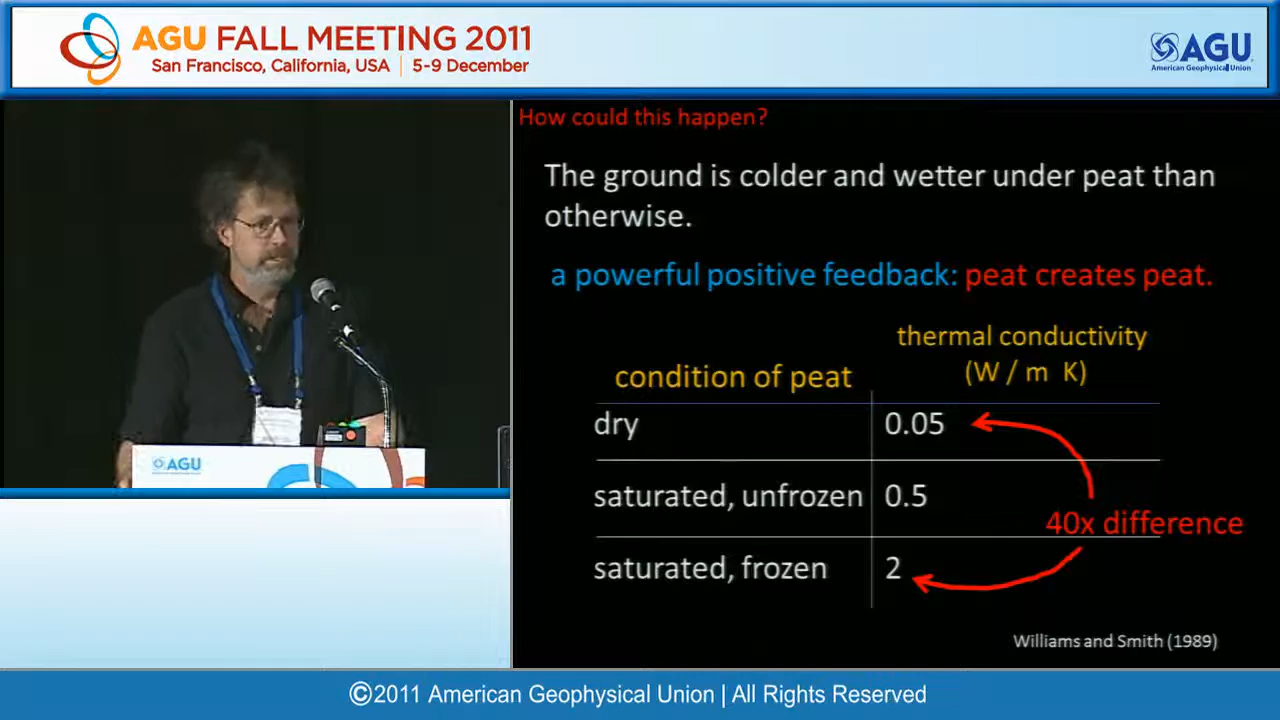 AGU FALL MEETING 2011
San Francisco, California, USA | 5-9 December
AGU
American Geophysical Union
How could this happen?
The ground is colder and wetter under peat than
otherwise.
a powerful positive feedback: peat creates peat.
condition of peat
thermal conductivity
(W / m K)
dry 0.05
saturated, unfrozen 0.5
40x difference
saturated, frozen 2
Williams and Smith (1989)
AGU
©2011 American Geophysical Union | All Rights Reserved